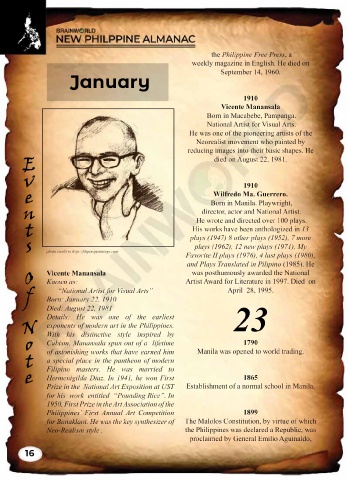 BRAINWORLD
NEW PHILPPINE ALMANAC
January
Events Of Note
Vicente Manansala
Known as:
"National Artist for Visual Arts"
Born: January 22, 1910
Died: August 22, 1981
Details: He was one of the earliest
exponents of modern art in the Philippines.
With his distinctive style inspired by
Cubism, Manansala spun out of a lifetime
of astonishing works that have earned him
a special place in the pantheon of modern
Filipino masters. He was married to
Hermenigilda Diaz. In 1941, he won First
Prize in the National Art Exposition at UST
for his work entitled "Pounding Rice". In
1950, First Prize in the Art Association of the
Philippines' First Annual Art Competition
for Banaklaot. He was the key synthesizer of
Neo-Realism style .
16
the Philippine Free Press, a
weekly magazine in English. He died on
September 14, 1960.
1910
Vicente Manansala
Born in Macabebe, Pampanga.
National Artist for Visual Arts.
He was one of the pioneering artists of the
Neorealist movement who painted by
reducing images into their basic shapes. He
died on August 22, 1981.
1910
Wilfredo Ma. Guerrero.
Born in Manila. Playwright,
director, actor and National Artist.
He wrote and directed over 100 plays.
His works have been anthologized in 13
plays (1947) 8 other plays (1952), 7 more
plays (1962), 12 new plays (1971), My
Favorite 11 plays (1976), 4 last plays (1980),
and Plays Translated in Pilipino (1985). He
was posthumously awarded the National
Artist Award for Literature in 1997. Died on
April 28, 1995.
23
1790
Manila was opened to world trading.
1865
Establishment of a normal school in Manila.
1899
The Malolos Constitution, by virtue of which
the Philippines was declared a Republic, was
proclaimed by General Emilio Aguinaldo,